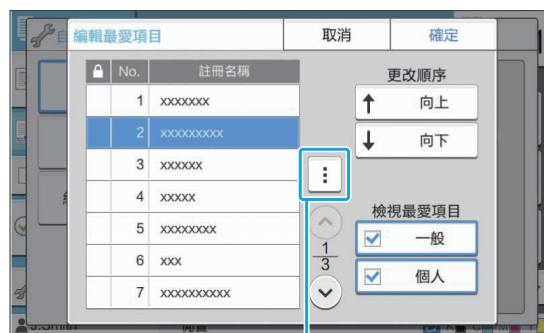 編輯最愛項目
取消
確定
No. 註冊名稱
更改順序
1 xxxxxxx
↑ 向上
2 xxxxxxxxx
↓ 向下
3 xxxxxx
4 xxxxx
檢視最愛項目
5 xxxxxxxx
一般
1
3
6 xxx
個人
7 xxxxxxxxxx